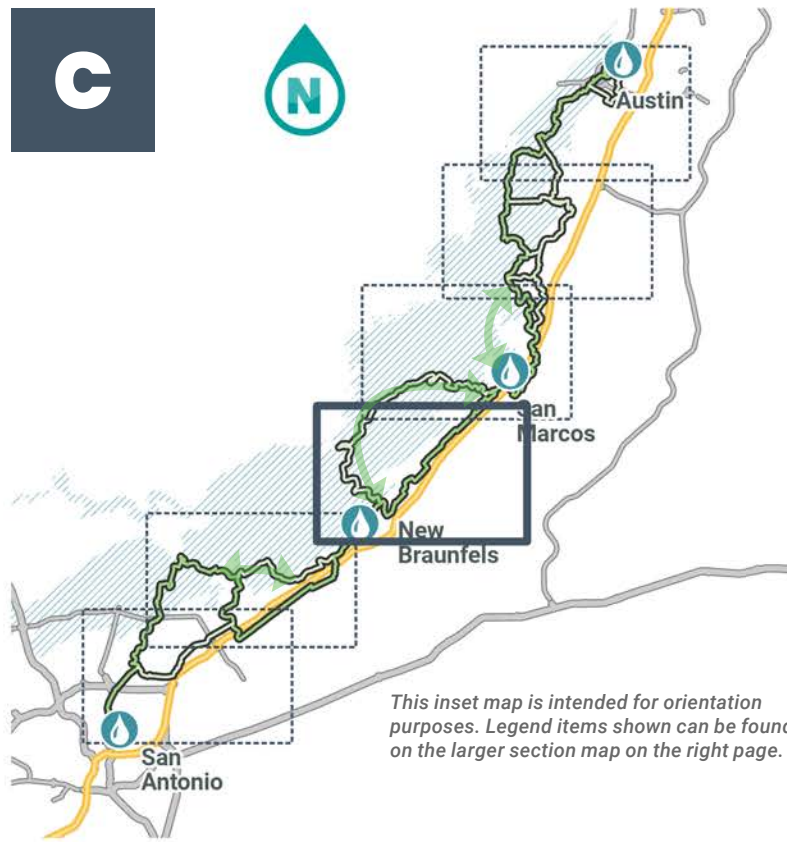 C
N
Austin
San
Marcos
New
Braunfels
This inset map is intended for orientation
purposes. Legend items shown can be found
on the larger section map on the right page.
San
Antonio